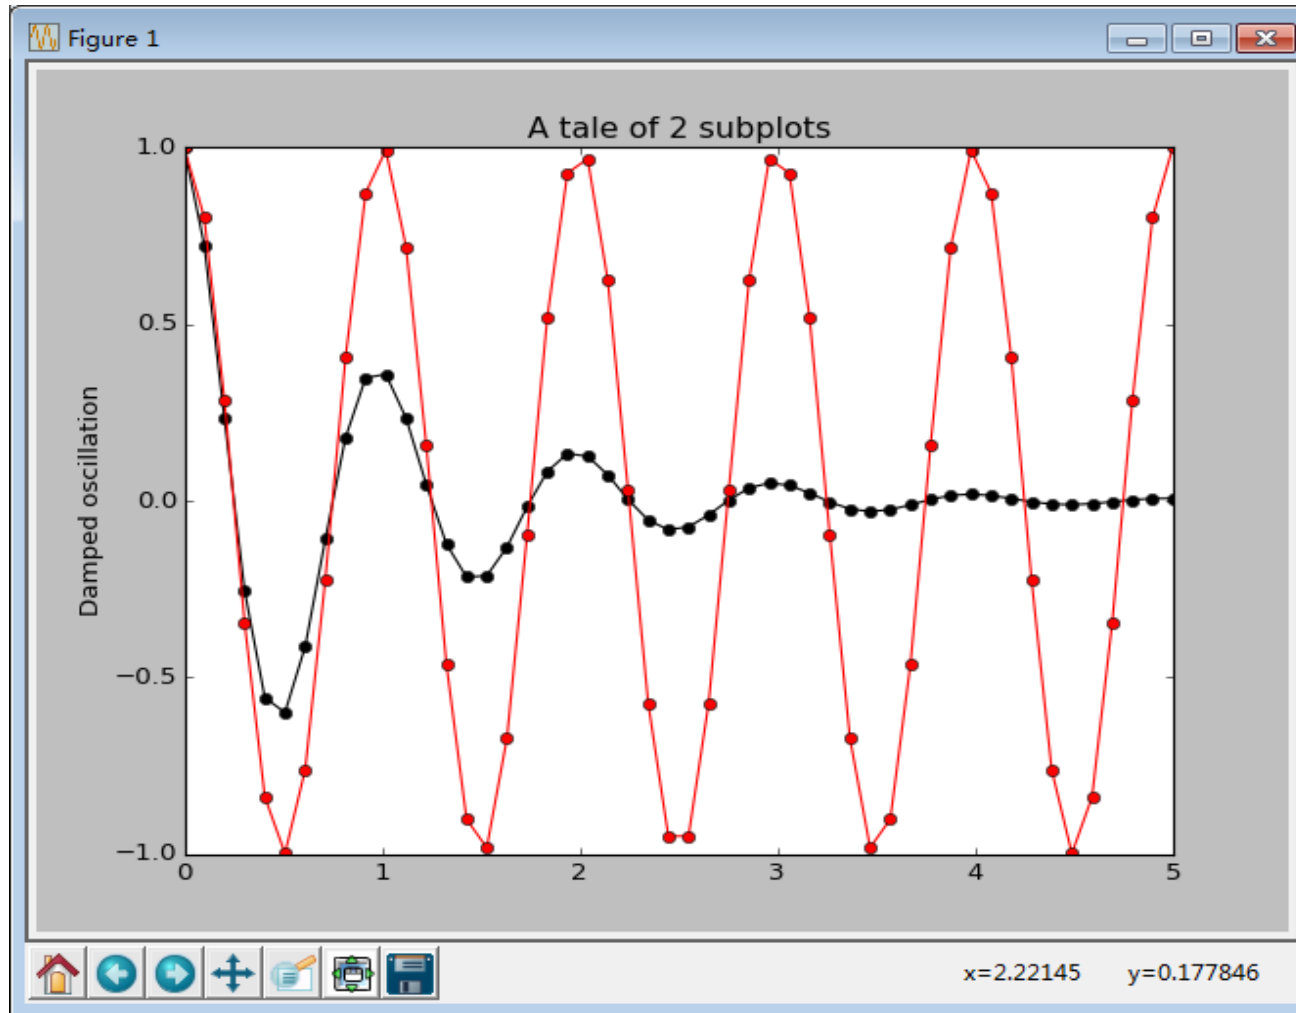 Figure 1
A tale of 2 subplots
1.0
0.5
0.0
−0.5
−1.0
Damped oscillation
0 1 2 3 4 5
x=2.22145 y=0.177846